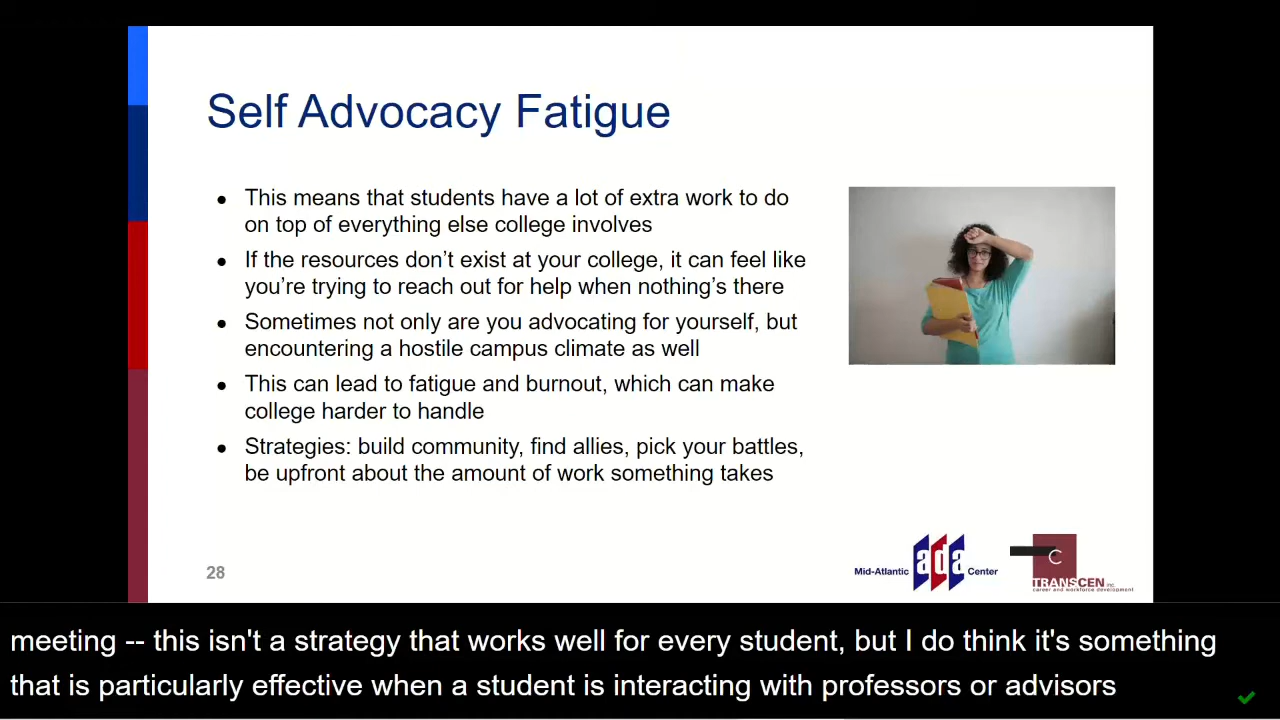 Self Advocacy Fatigue
● This means that students have a lot of extra work to do
on top of everything else college involves
● If the resources don’t exist at your college, it can feel like
you’re trying to reach out for help when nothing’s there
● Sometimes not only are you advocating for yourself, but
encountering a hostile campus climate as well
● This can lead to fatigue and burnout, which can make
college harder to handle
● Strategies: build community, find allies, pick your battles,
be upfront about the amount of work something takes
28
Mid-Atlantic ada Center
C
TRANSCEN inc.
career and workforce development
meeting -- this isn't a strategy that works well for every student, but I do think it's something
that is particularly effective when a student is interacting with professors or advisors